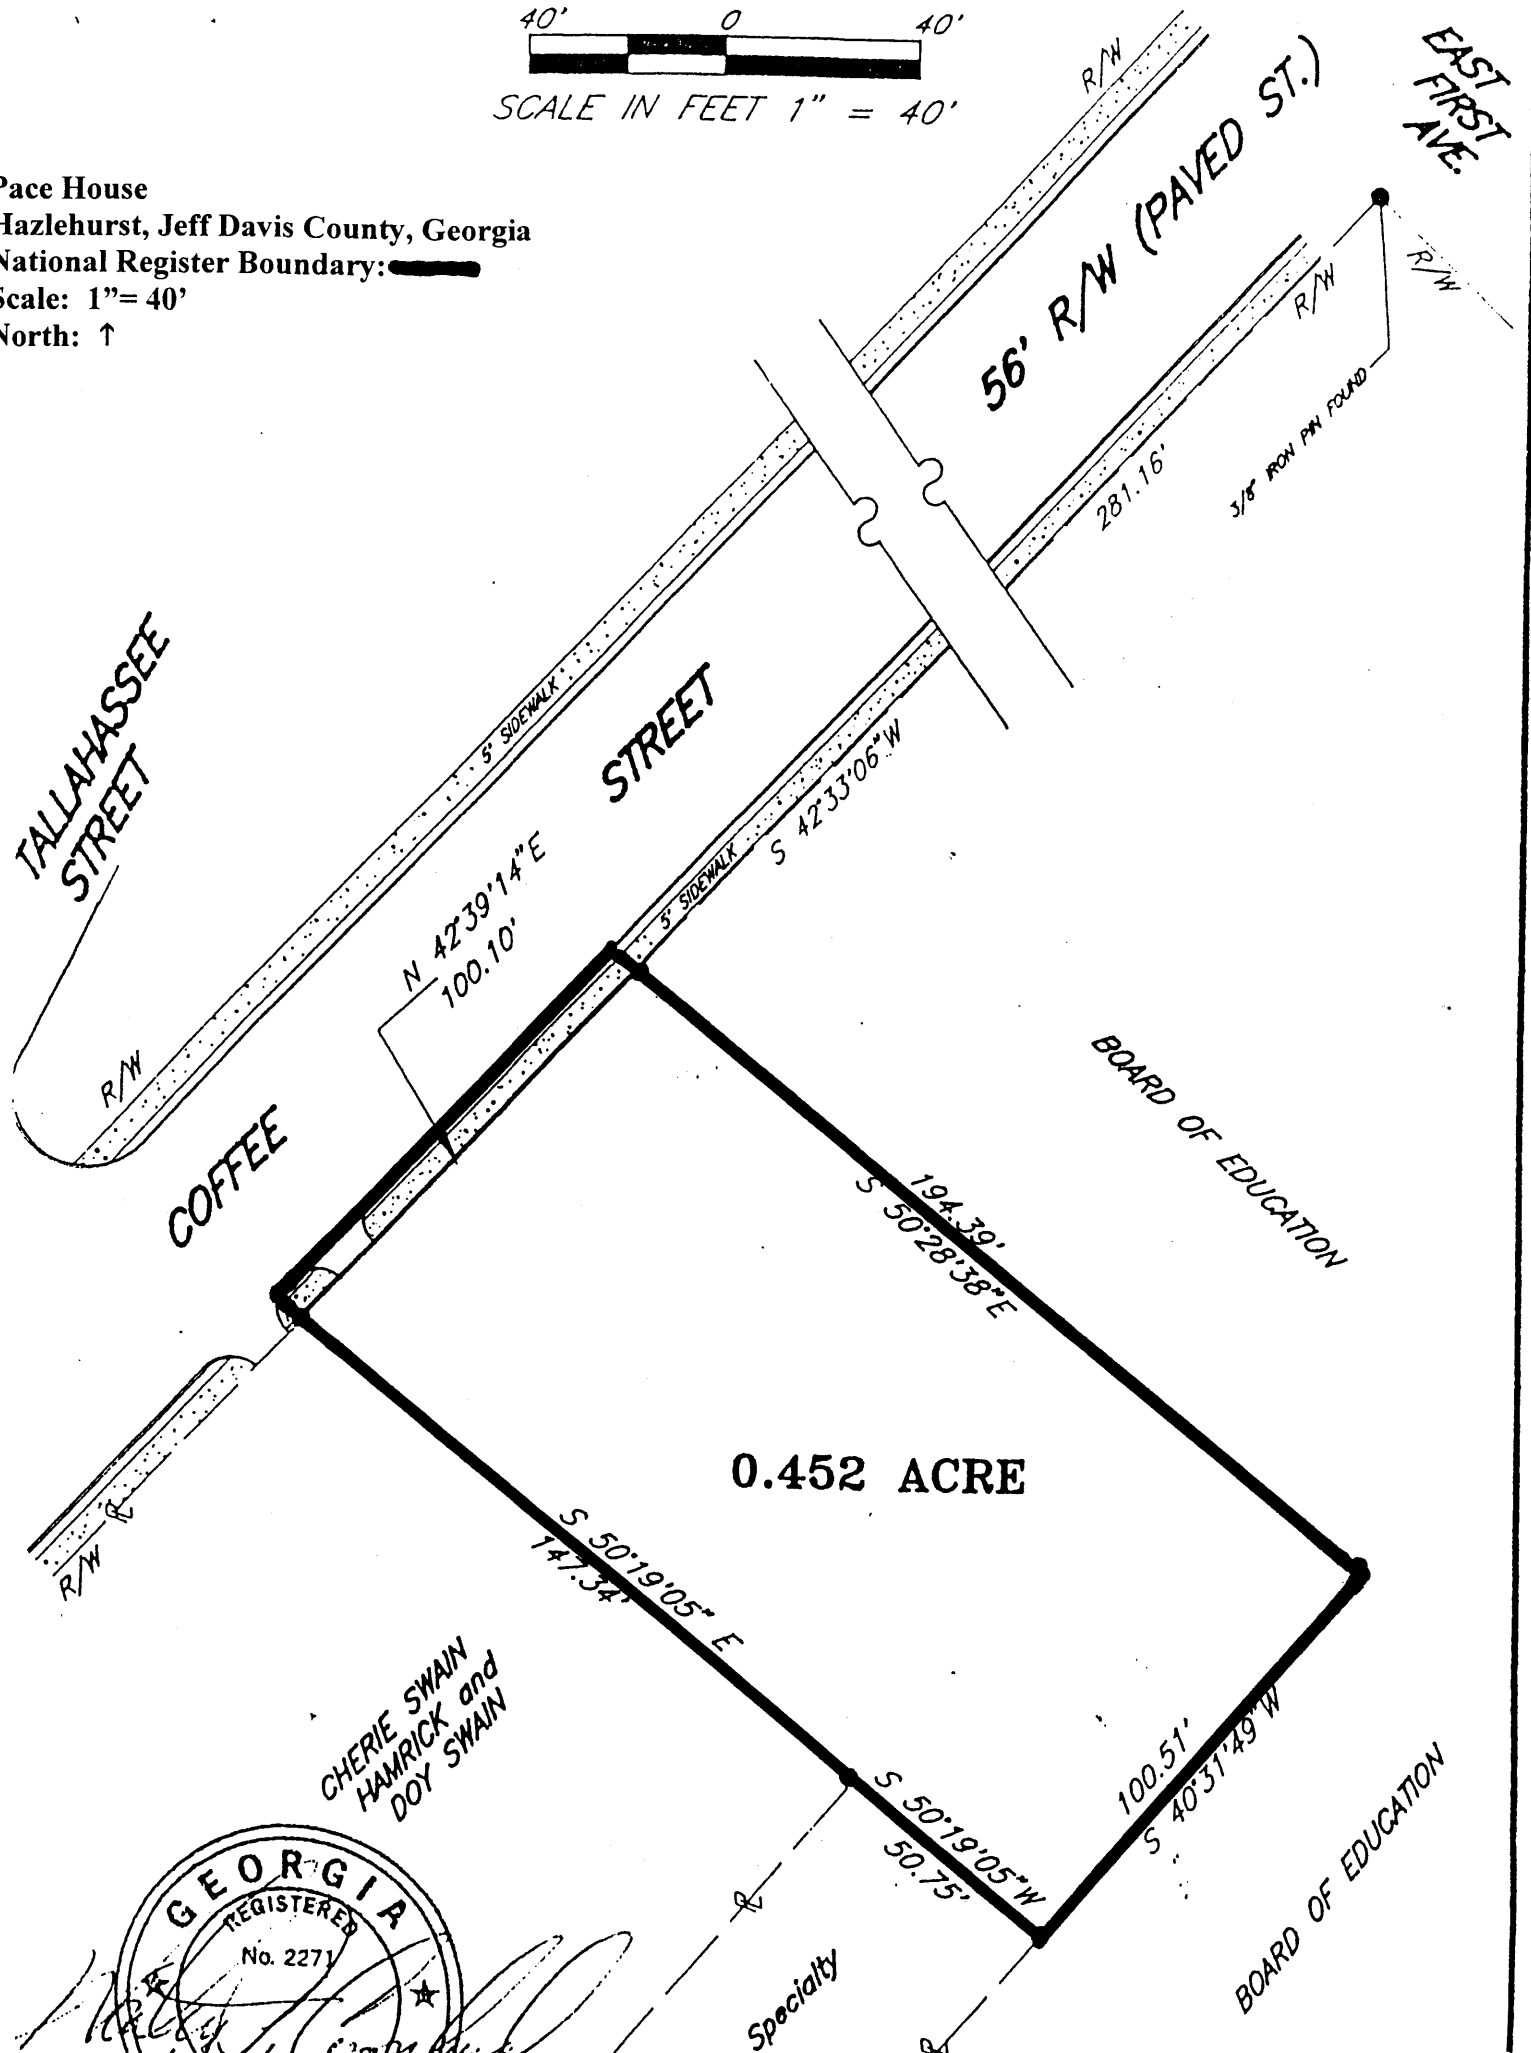 40' 0 40'
SCALE IN FEET 1" = 40'
Pace House
Hazlehurst, Jeff Davis County, Georgia
National Register Boundary:
Scale: 1”= 40’
North: ↑
EAST
FIRST
AVE.
R/W
56' R/W (PAVED ST.)
R/W
R/W
3/8" IRON PIN FOUND
281.16'
TALLAHASSEE
STREET
5' SIDEWALK
STREET
S 42°33'06" W
5' SIDEWALK
N 42°39'14" E
100.10'
R/W
COFFEE
BOARD OF EDUCATION
194.39'
S 50°28'38" E
0.452 ACRE
R/W
S 50°19'05" E
147.34'
CHERIE SWAIN
HAMRICK and
DOY SWAIN
S 50°19'05" W
50.75'
100.51'
S 40°31'49" W
BOARD OF EDUCATION
Specialty
GEORGIA
REGISTERED
No. 2271